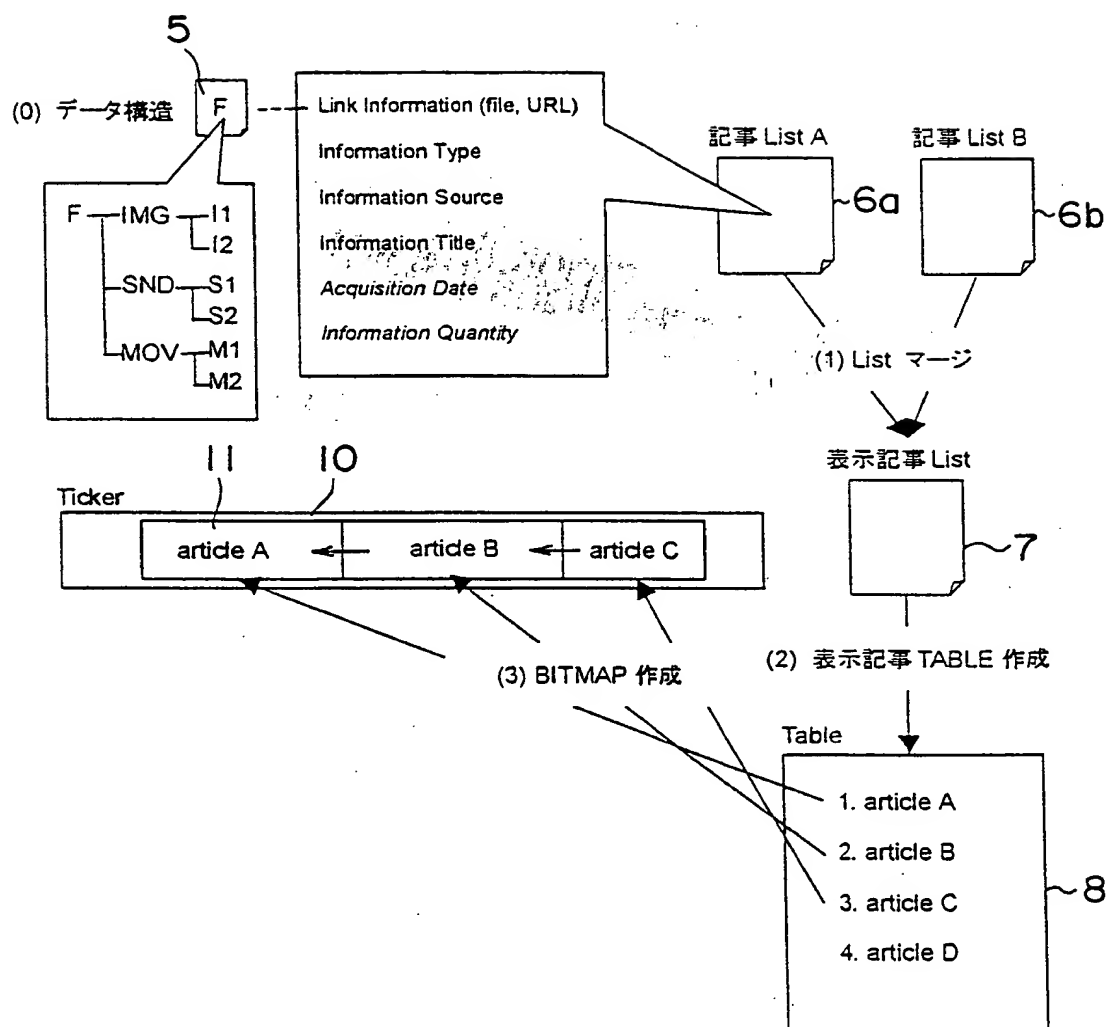 5
(0) データ構造
F
Link Information (file, URL)
Information Type
Information Source
Information Title
Acquisition Date
Information Quantity
F IMG I1
I2
SND S1
S2
MOV M1
M2
記事 List A
6a
記事 List B
6b
(1) List マージ
表示記事 List
7
11
10
Ticker
article A
article B
article C
(2) 表示記事 TABLE 作成
(3) BITMAP 作成
Table
1. article A
2. article B
3. article C
4. article D
8